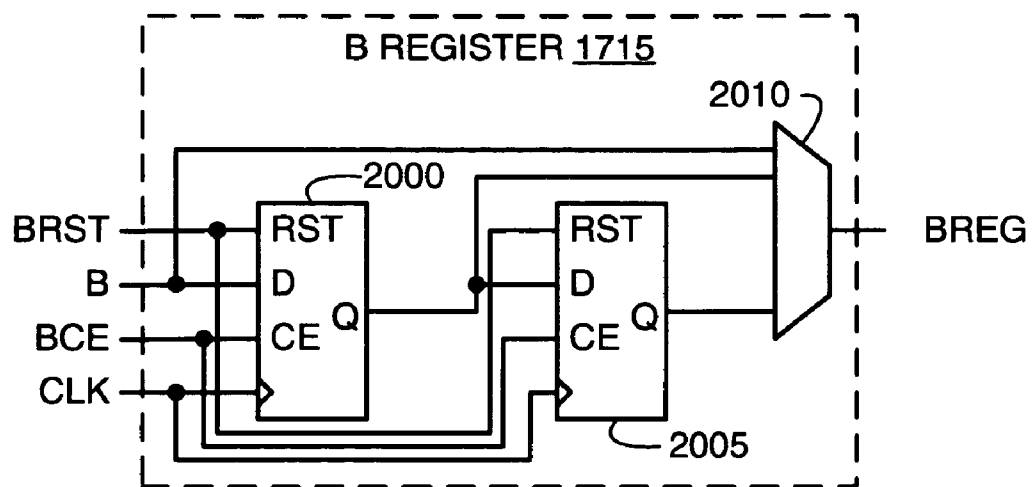 B REGISTER 1715
2010
2000
BRST
RST
RST
BREG
B
D
D
Q
Q
BCE
CE
CE
CLK
2005